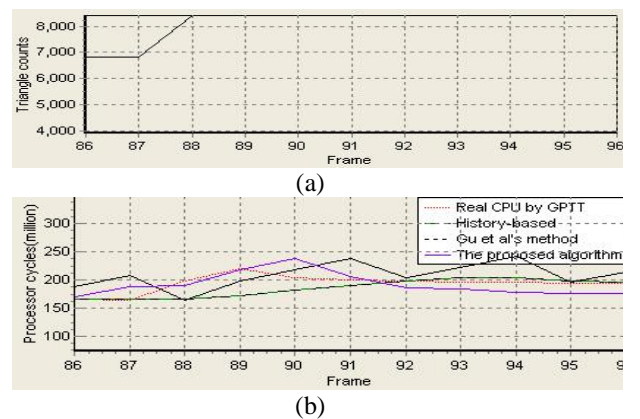 8,000
7,000
6,000
5,000
4,000
Triangle counts
86 87 88 89 90 91 92 93 94 95 96
Frame
(a)
Real CPU by GPTT
History-based
Gu et al's method
The proposed algorithm
300
250
200
150
100
Processor cycles(million)
86 87 88 89 90 91 92 93 94 95 9
Frame
(b)